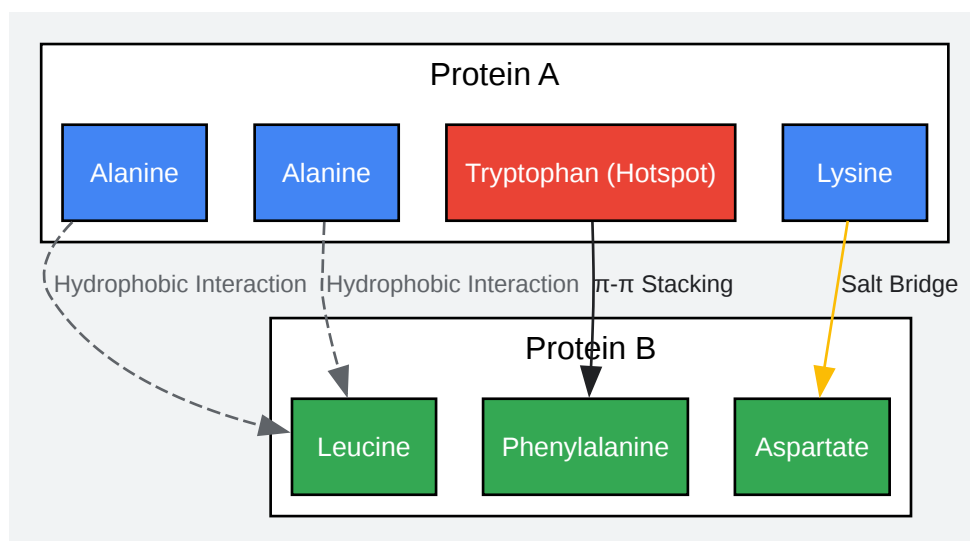 Protein A
Alanine
Alanine
Tryptophan (Hotspot)
Lysine
Hydrophobic Interaction
Hydrophobic Interaction
π-π Stacking
Salt Bridge
Protein B
Leucine
Phenylalanine
Aspartate